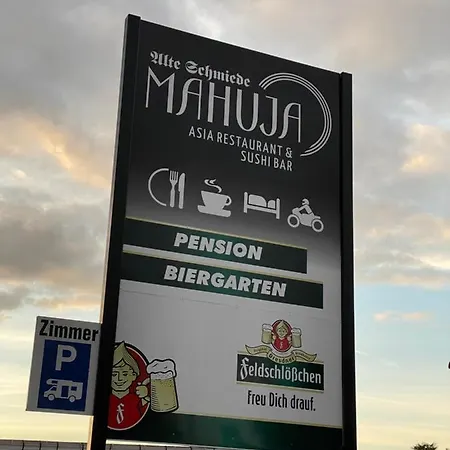 Alte Schmiede
MAHUJA
ASIA RESTAURANT &
SUSHI BAR
PENSION
BIERGARTEN
Zimmer
P
Feldschlößchen
Freu Dich drauf.
F